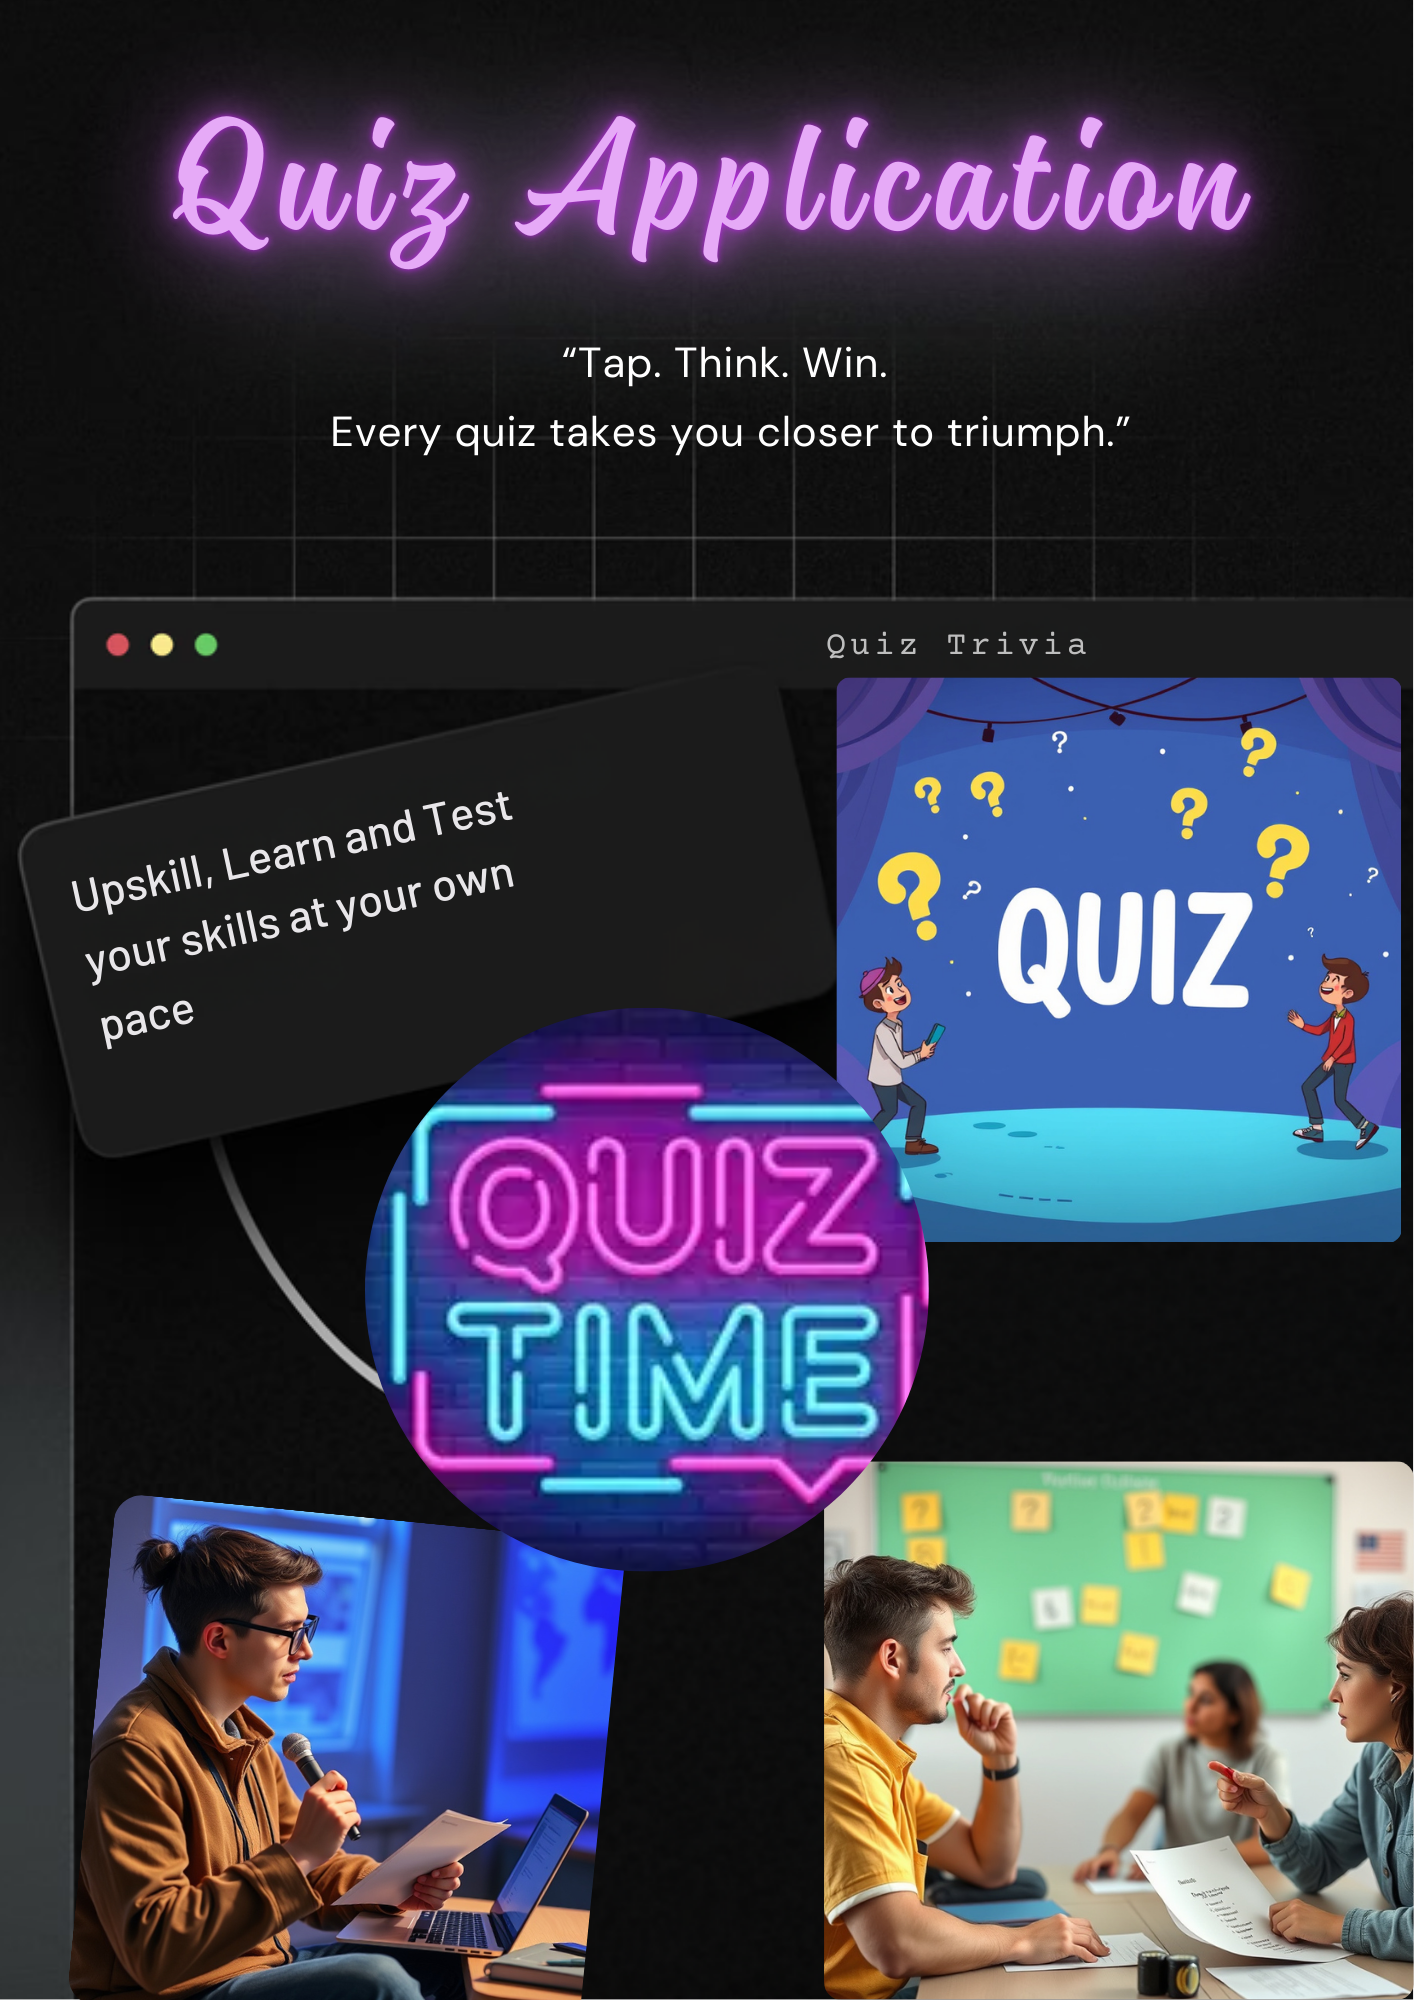 Quiz Application
“Tap. Think. Win.
Every quiz takes you closer to triumph.”
Quiz Trivia
Upskill, Learn and Test
your skills at your own
pace
QUIZ
QUIZ
TIME